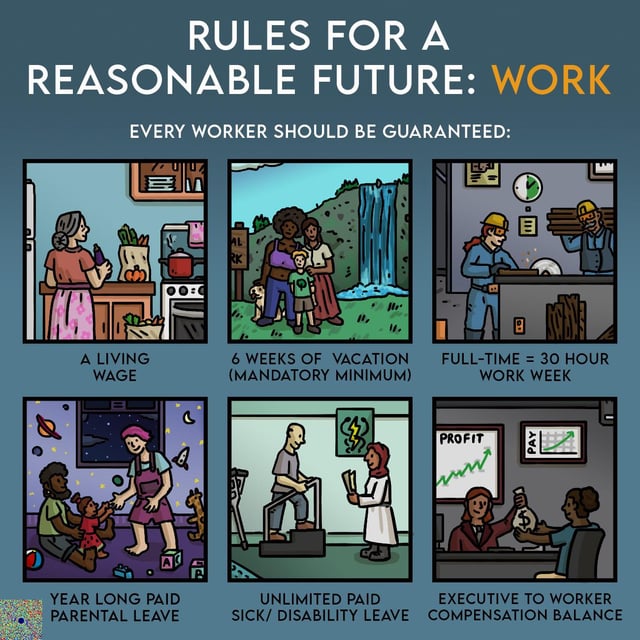 RULES FOR A
REASONABLE FUTURE: WORK
EVERY WORKER SHOULD BE GUARANTEED:
AL
RK
A LIVING
WAGE
6 WEEKS OF VACATION
(MANDATORY MINIMUM)
FULL-TIME = 30 HOUR
WORK WEEK
A
B
PROFIT
PAY
$
YEAR LONG PAID
PARENTAL LEAVE
UNLIMITED PAID
SICK/ DISABILITY LEAVE
EXECUTIVE TO WORKER
COMPENSATION BALANCE